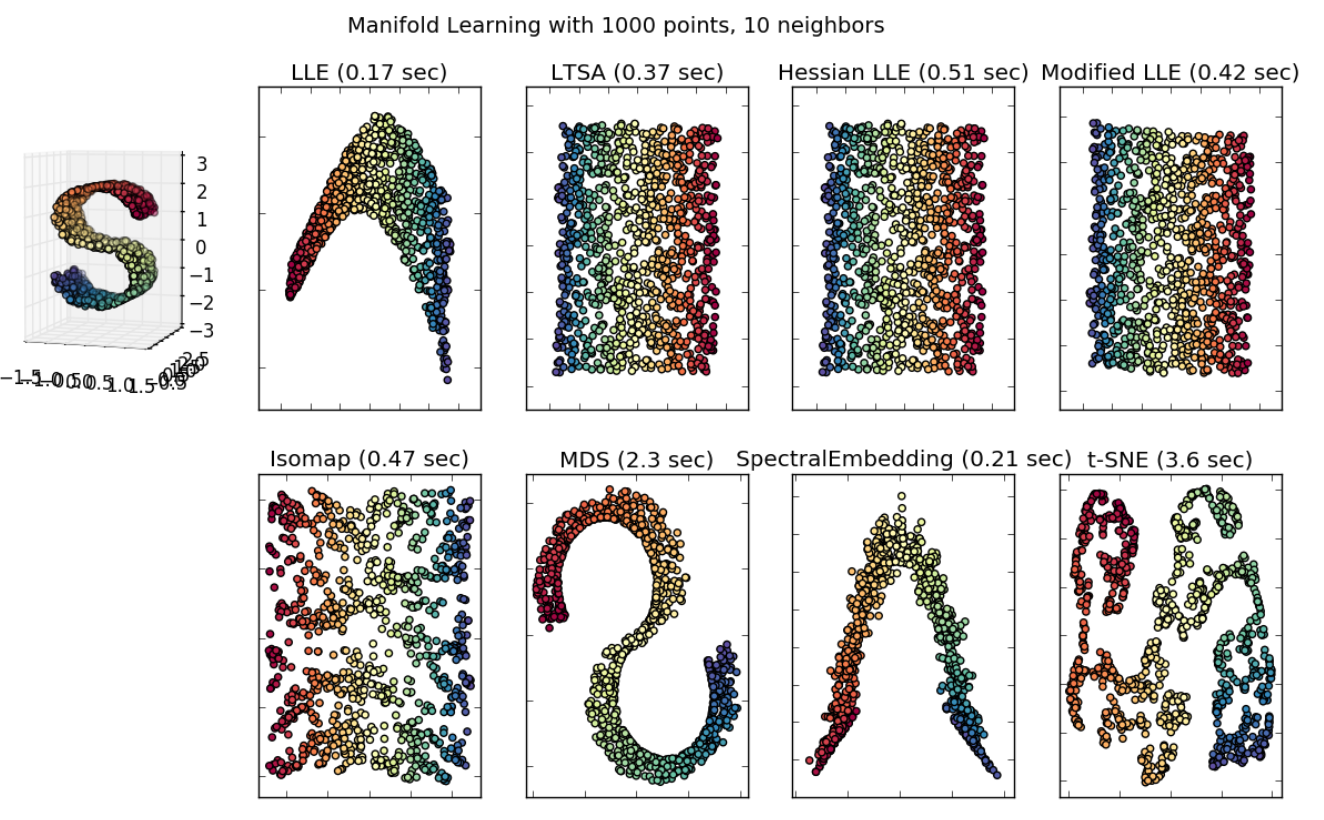 Manifold Learning with 1000 points, 10 neighbors
LLE (0.17 sec)
LTSA (0.37 sec)
Hessian LLE (0.51 sec)
Modified LLE (0.42 sec)
3
2
1
0
−1
−2
−3
Isomap (0.47 sec)
MDS (2.3 sec)
SpectralEmbedding (0.21 sec)
t-SNE (3.6 sec)